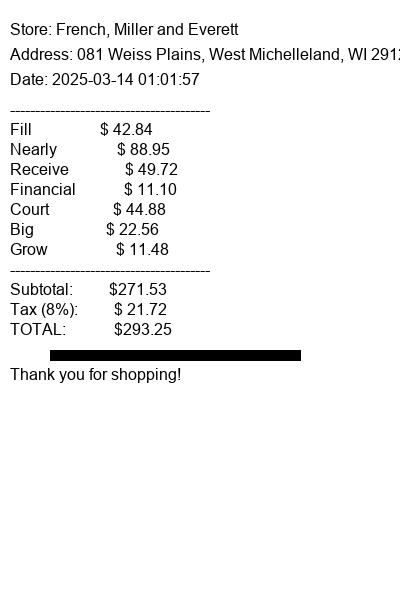 Store: French, Miller and Everett
Address: 081 Weiss Plains, West Michelleland, WI 2912
Date: 2025-03-14 01:01:57
----------------------------------------
Fill $ 42.84
Nearly $ 88.95
Receive $ 49.72
Financial $ 11.10
Court $ 44.88
Big $ 22.56
Grow $ 11.48
----------------------------------------
Subtotal: $271.53
Tax (8%): $ 21.72
TOTAL: $293.25
Thank you for shopping!